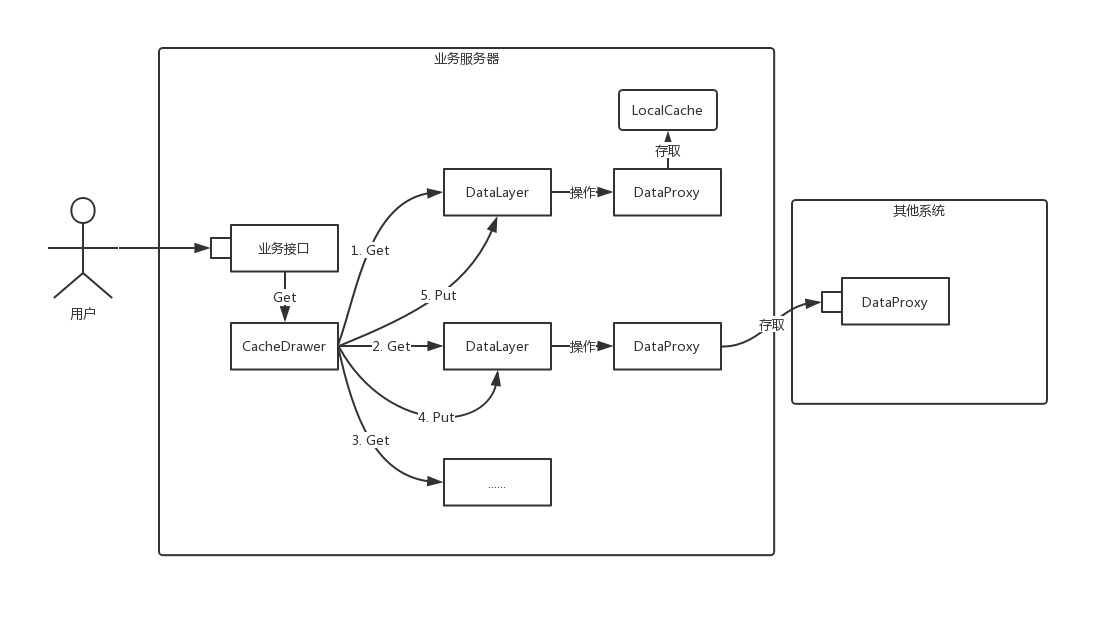 业务服务器
LocalCache
存取
DataLayer
操作
DataProxy
其他系统
业务接口
1. Get
用户
Get
5. Put
DataProxy
存取
CacheDrawer
2. Get
DataLayer
操作
DataProxy
4. Put
3. Get
......